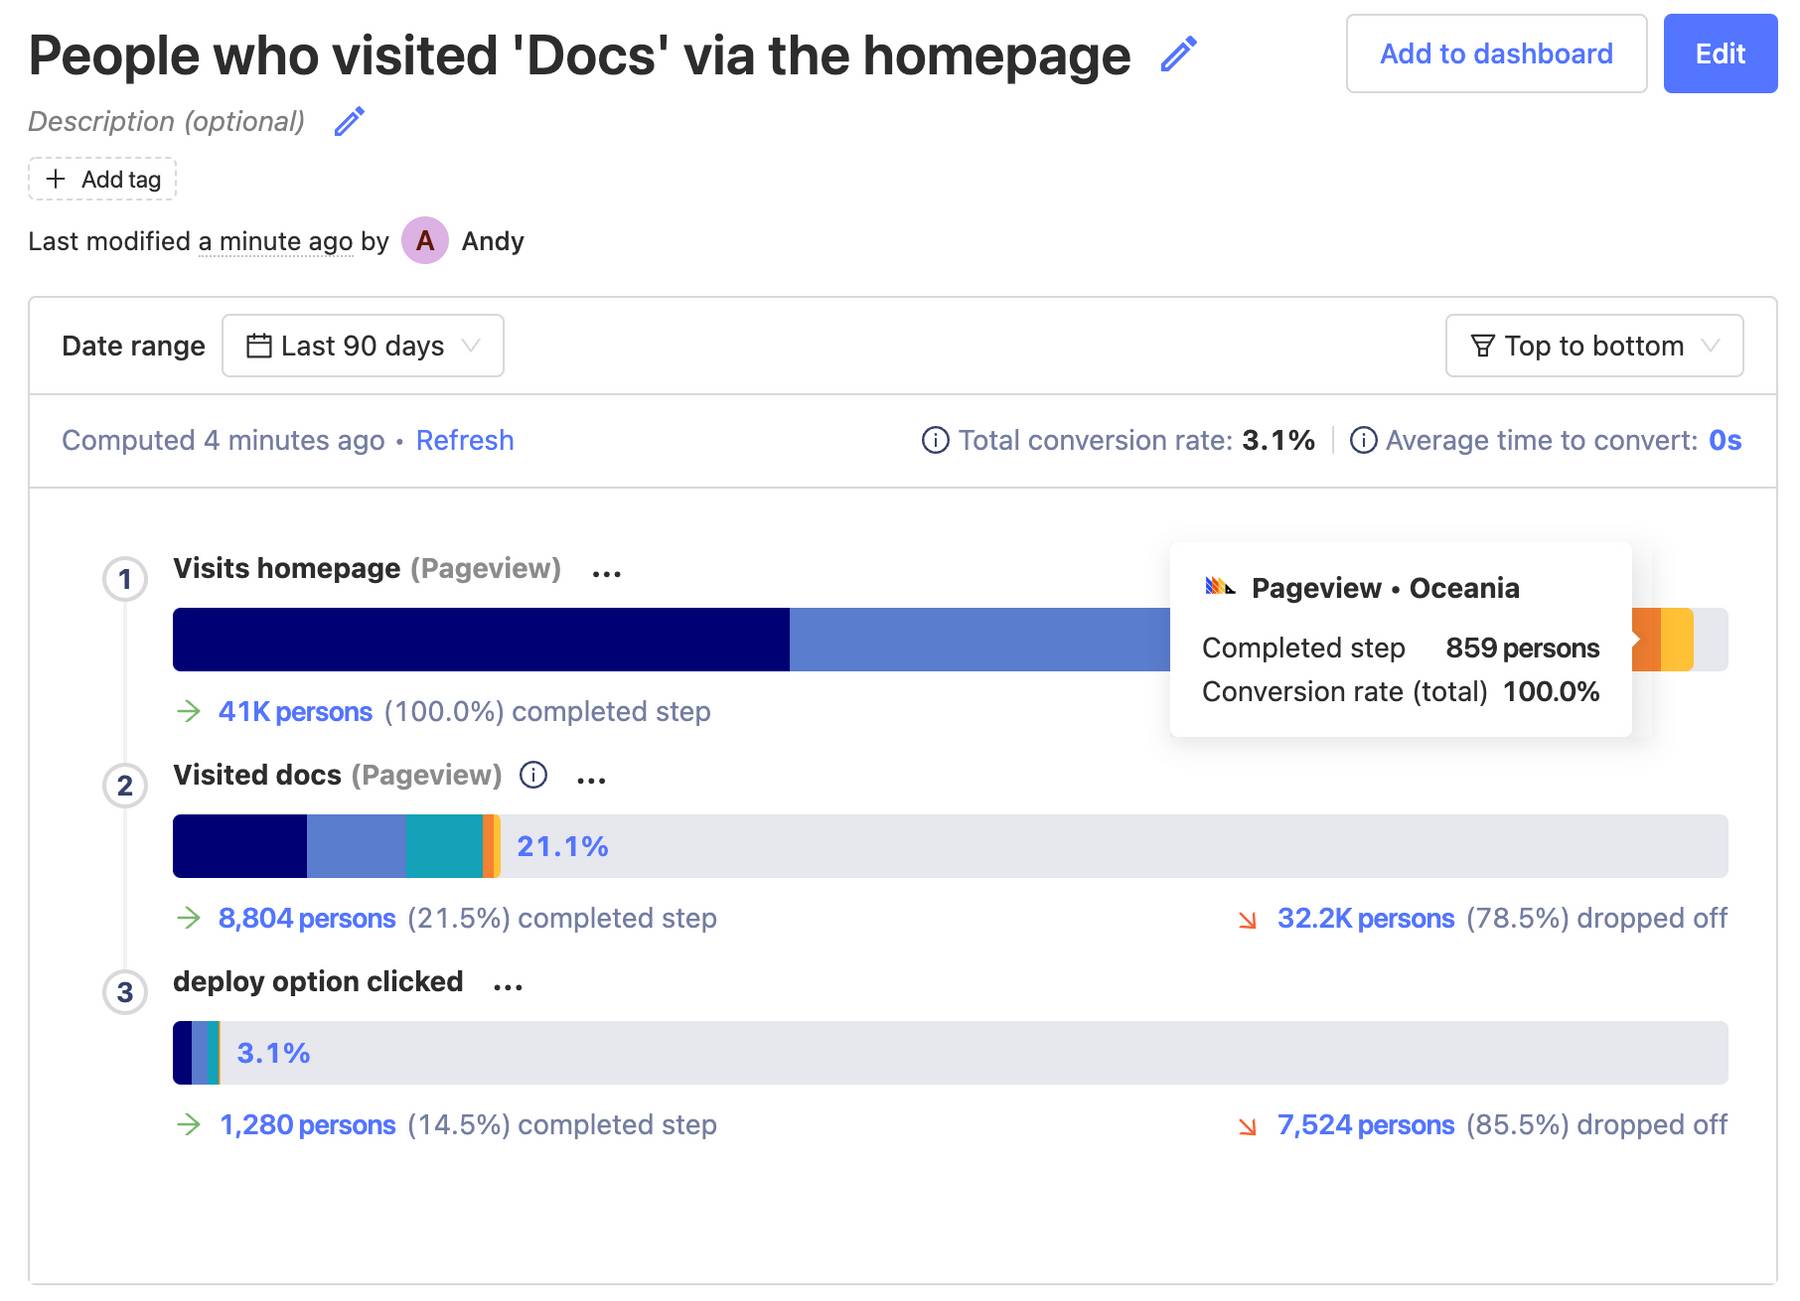 People who visited 'Docs' via the homepage
Add to dashboard
Edit
Description (optional)
+ Add tag
Last modified a minute ago by A Andy
Date range
Last 90 days
Top to bottom
Computed 4 minutes ago • Refresh
Total conversion rate: 3.1%
Average time to convert: 0s
1
Visits homepage (Pageview) ...
Pageview • Oceania
Completed step 859 persons
Conversion rate (total) 100.0%
→ 41K persons (100.0%) completed step
2
Visited docs (Pageview) ...
21.1%
→ 8,804 persons (21.5%) completed step
32.2K persons (78.5%) dropped off
3
deploy option clicked ...
3.1%
→ 1,280 persons (14.5%) completed step
7,524 persons (85.5%) dropped off